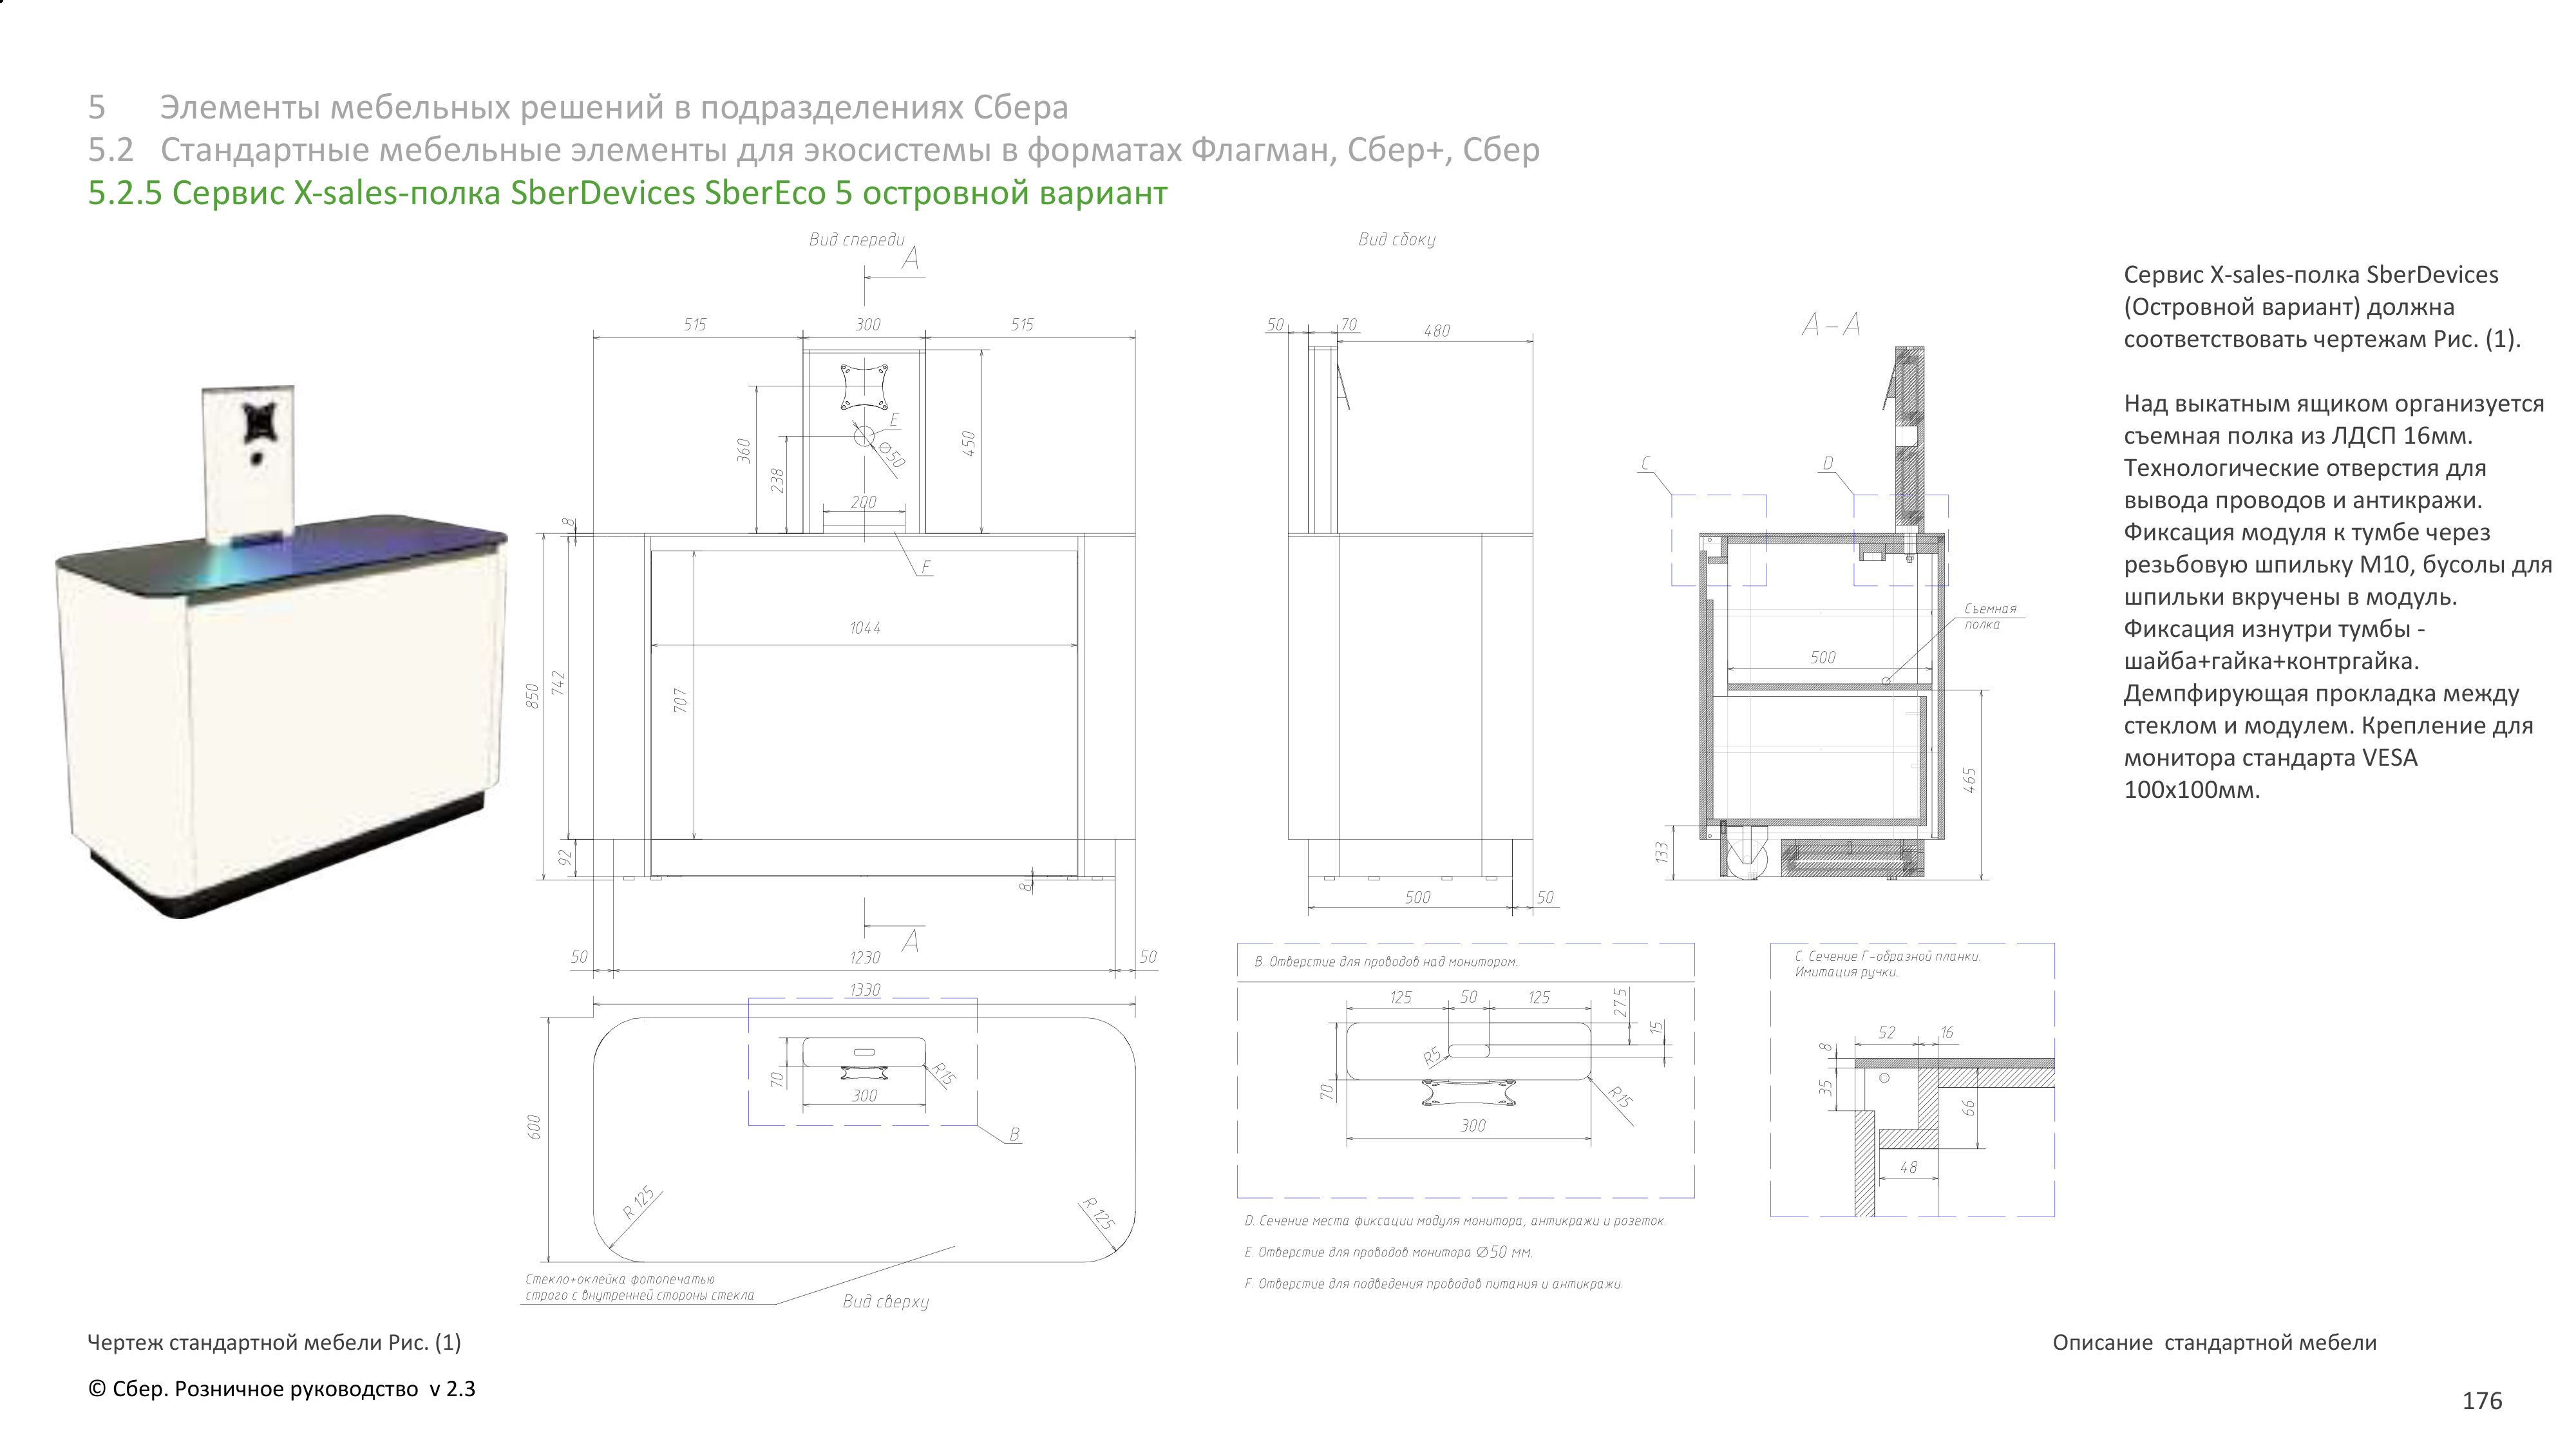 5 Элементы мебельных решений в подразделениях Сбера
5.2 Стандартные мебельные элементы для экосистемы в форматах Флагман, Сбер+, Сбер
5.2.5 Сервис X-sales-полка SberDevices SberEco 5 островной вариант
Вид спереди
A
515
300
515
360
238
E
Ø50
450
200
8
F
850
742
707
1044
92
8
A
50
1230
50
Вид сбоку
50
70
480
500
50
A-A
C
D
Съемная
полка
500
465
133
1330
600
70
300
R15
B
R 125
R 125
Стекло+оклейка фотопечатью
строго с внутренней стороны стекла
Вид сверху
B. Отверстие для проводов над монитором.
125
50
125
27.5
15
R5
70
R15
300
C. Сечение Г-образной планки.
Имитация ручки.
52
16
8
35
66
48
D. Сечение места фиксации модуля монитора, антикражи и розеток.
E. Отверстие для проводов монитора Ø50 мм.
F. Отверстие для подведения проводов питания и антикражи.
Сервис X-sales-полка SberDevices
(Островной вариант) должна
соответствовать чертежам Рис. (1).
Над выкатным ящиком организуется
съемная полка из ЛДСП 16мм.
Технологические отверстия для
вывода проводов и антикражи.
Фиксация модуля к тумбе через
резьбовую шпильку М10, бусолы для
шпильки вкручены в модуль.
Фиксация изнутри тумбы -
шайба+гайка+контргайка.
Демпфирующая прокладка между
стеклом и модулем. Крепление для
монитора стандарта VESA
100х100мм.
Чертеж стандартной мебели Рис. (1)
Описание стандартной мебели
© Сбер. Розничное руководство v 2.3
176